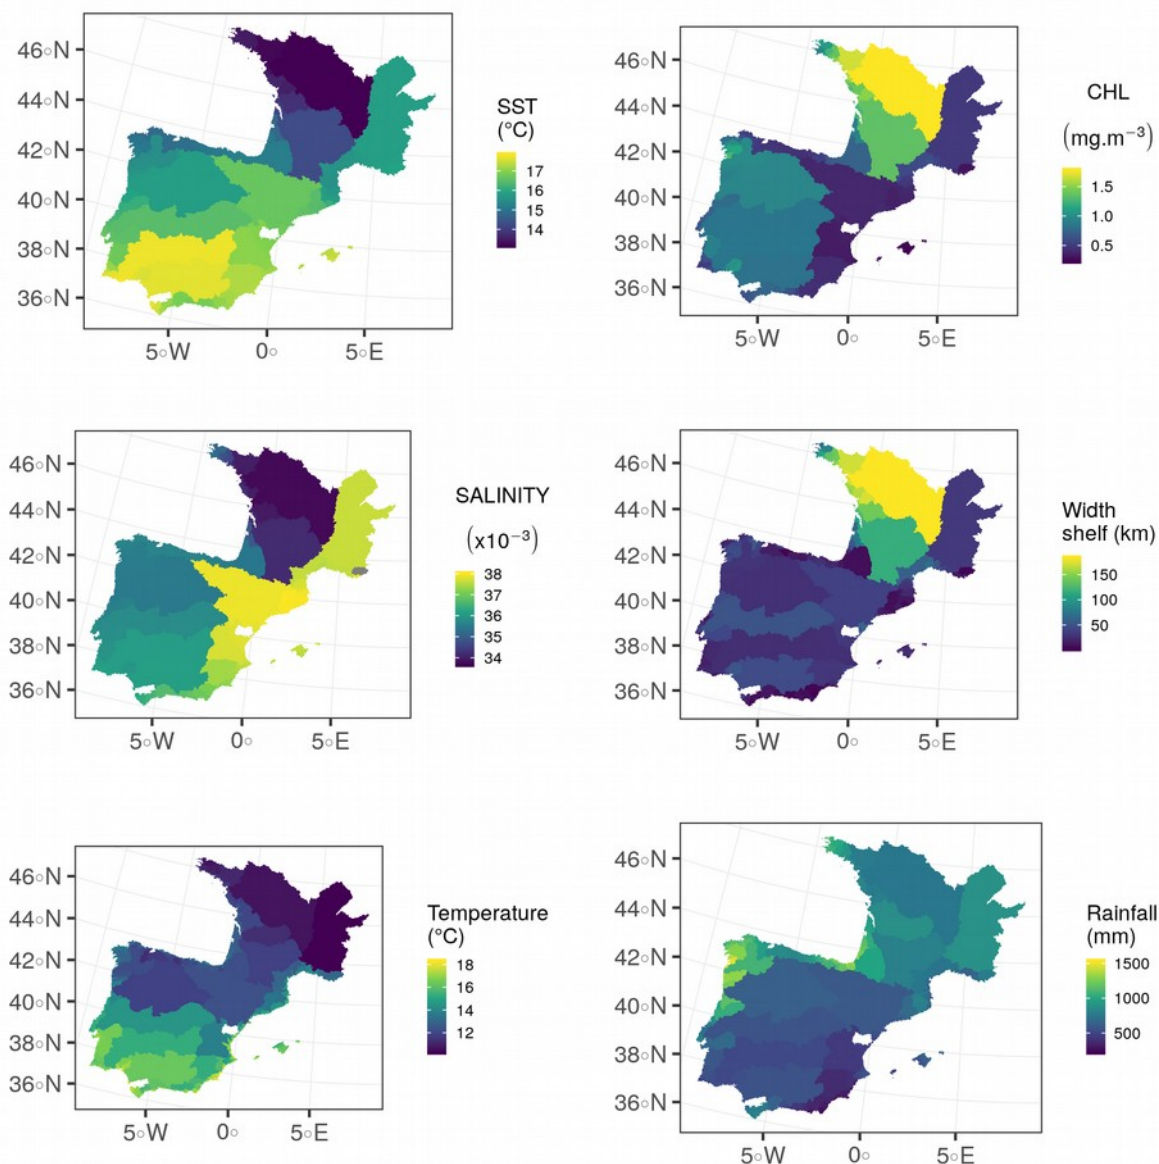 46◦N
44◦N
42◦N
40◦N
38◦N
36◦N
5◦W 0◦ 5◦E
SST
(°C)
17
16
15
14
46◦N
44◦N
42◦N
40◦N
38◦N
36◦N
5◦W 0◦ 5◦E
CHL
(mg.m⁻³)
1.5
1.0
0.5
46◦N
44◦N
42◦N
40◦N
38◦N
36◦N
5◦W 0◦ 5◦E
SALINITY
(x10⁻³)
38
37
36
35
34
46◦N
44◦N
42◦N
40◦N
38◦N
36◦N
5◦W 0◦ 5◦E
Width
shelf (km)
150
100
50
46◦N
44◦N
42◦N
40◦N
38◦N
36◦N
5◦W 0◦ 5◦E
Temperature
(°C)
18
16
14
12
46◦N
44◦N
42◦N
40◦N
38◦N
36◦N
5◦W 0◦ 5◦E
Rainfall
(mm)
1500
1000
500